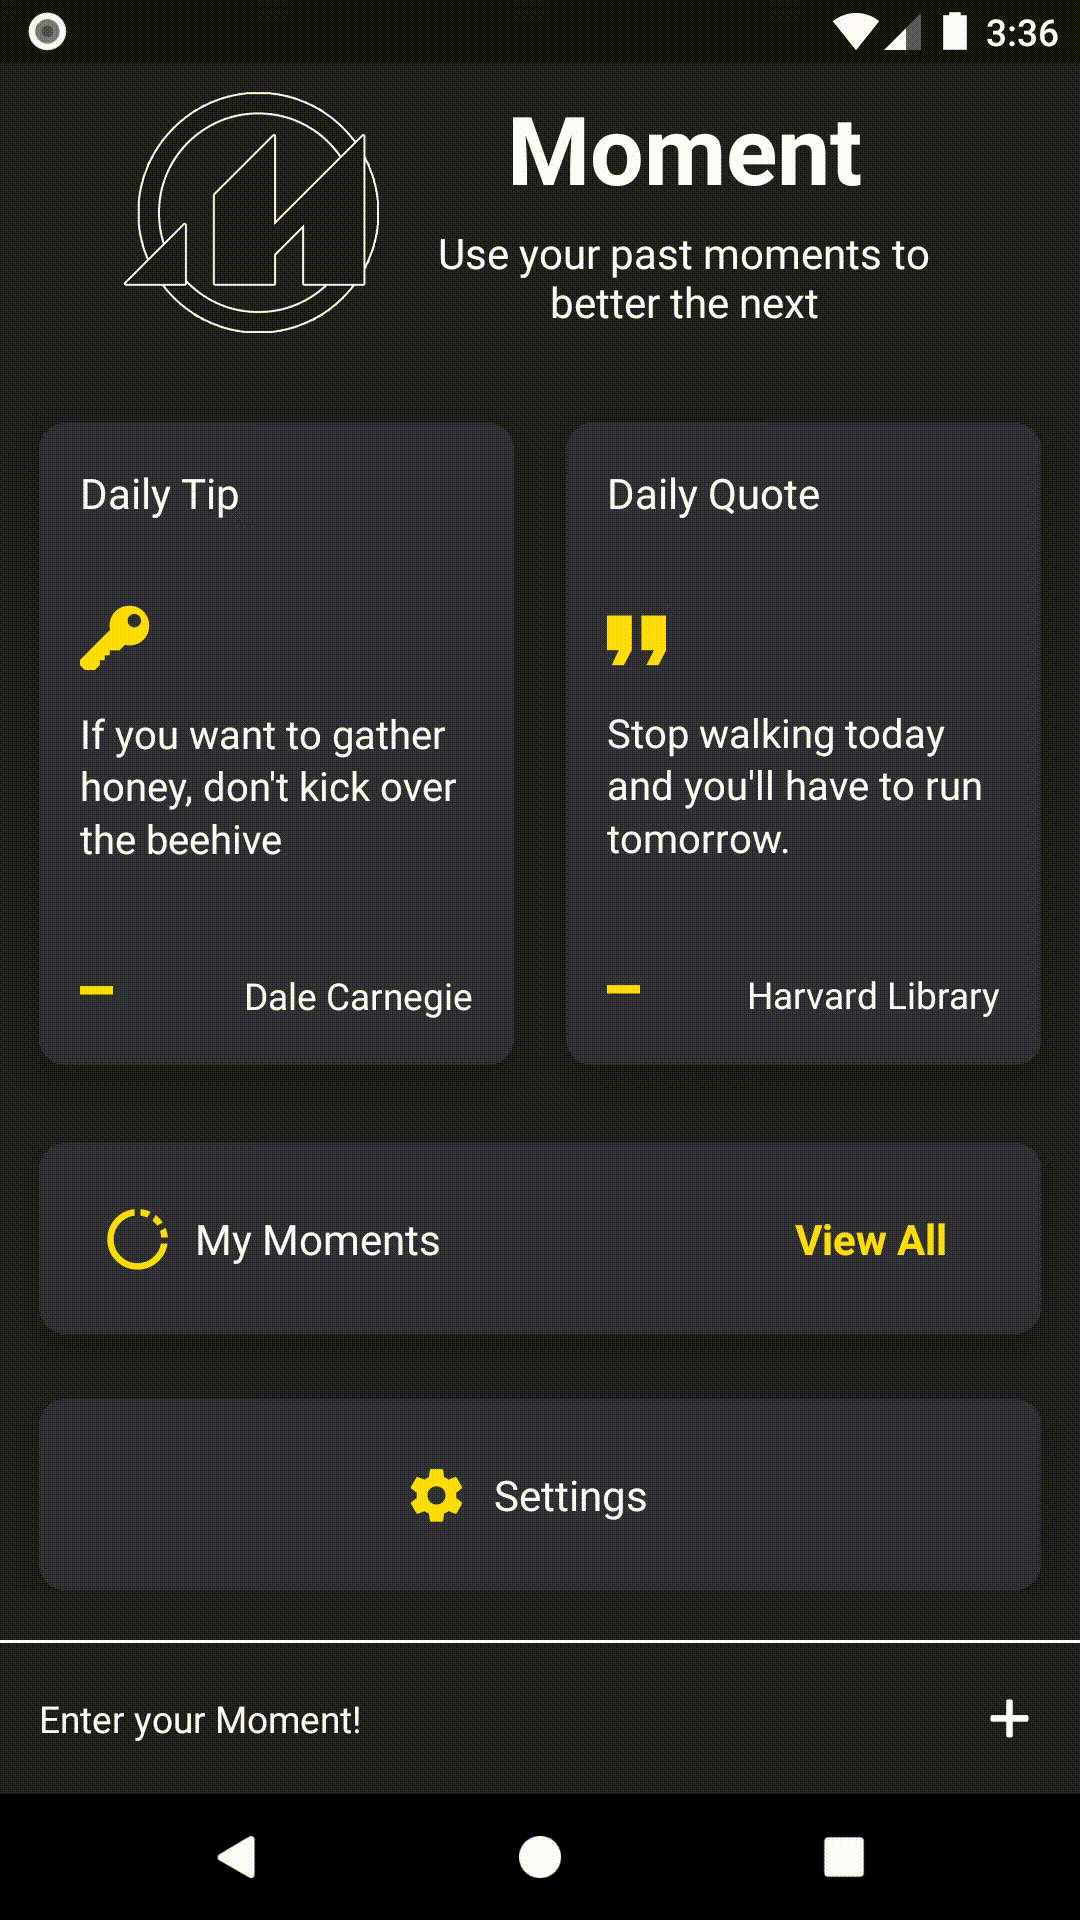 3:36
Moment
Use your past moments to
better the next
Daily Tip
If you want to gather
honey, don't kick over
the beehive
Dale Carnegie
Daily Quote
Stop walking today
and you'll have to run
tomorrow.
Harvard Library
My Moments
View All
Settings
Enter your Moment!